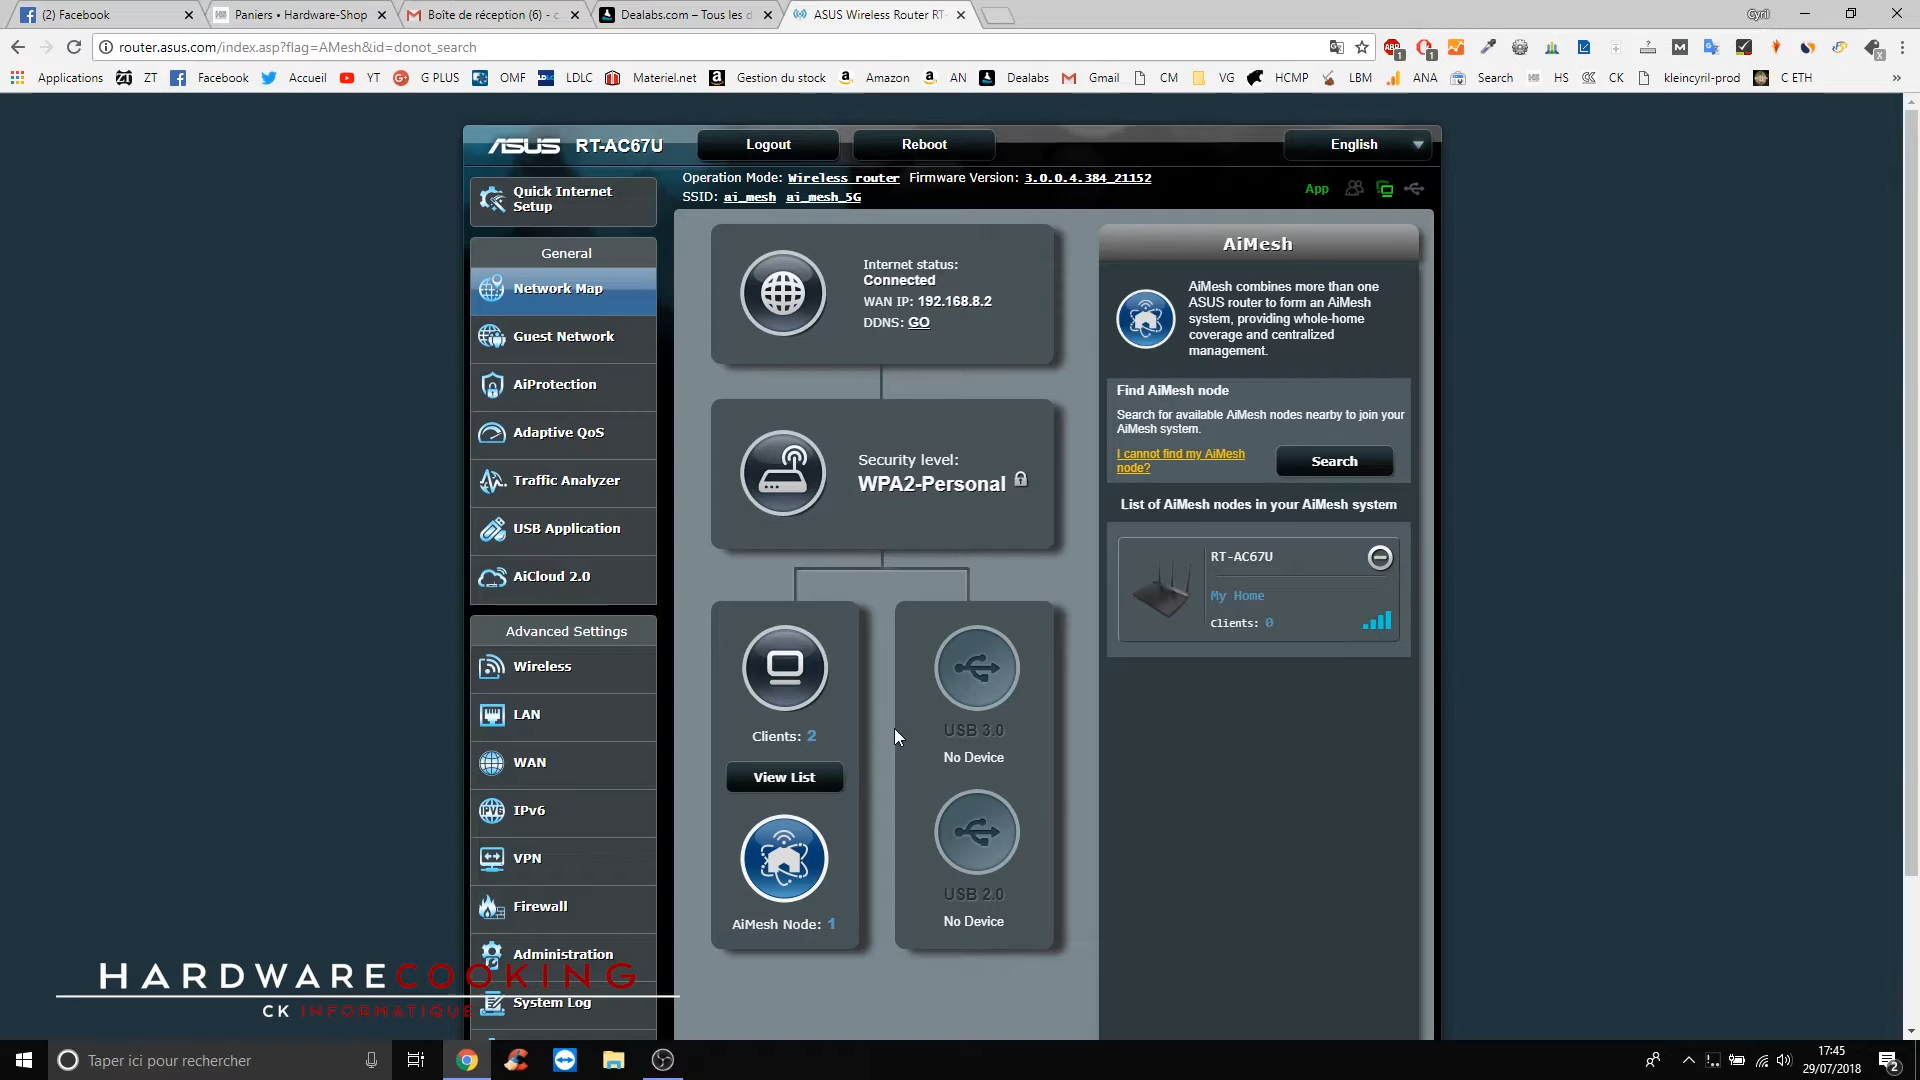 (2) Facebook
Paniers • Hardware-Shop
Boîte de réception (6) - c
Dealabs.com – Tous les d
ASUS Wireless Router RT-
Cyril
router.asus.com/index.asp?flag=AMesh&id=donot_search
Applications
ZT
Facebook
Accueil
YT
G PLUS
OMF
LDLC
Materiel.net
Gestion du stock
Amazon
AN
Dealabs
Gmail
CM
VG
HCMP
LBM
ANA
Search
HS
CK
kleincyril-prod
C ETH
ASUS RT-AC67U
Logout
Reboot
English
Operation Mode: Wireless router Firmware Version: 3.0.0.4.384_21152
SSID: ai_mesh ai_mesh_5G
App
Quick Internet
Setup
General
Network Map
Guest Network
AiProtection
Adaptive QoS
Traffic Analyzer
USB Application
AiCloud 2.0
Advanced Settings
Wireless
LAN
WAN
IPv6
VPN
Firewall
Administration
System Log
Internet status:
Connected
WAN IP: 192.168.8.2
DDNS: GO
Security level:
WPA2-Personal
Clients: 2
View List
AiMesh Node: 1
USB 3.0
No Device
USB 2.0
No Device
AiMesh
AiMesh combines more than one
ASUS router to form an AiMesh
system, providing whole-home
coverage and centralized
management.
Find AiMesh node
Search for available AiMesh nodes nearby to join your
AiMesh system.
I cannot find my AiMesh
node?
Search
List of AiMesh nodes in your AiMesh system
RT-AC67U
My Home
Clients: 0
HARDWARECOOKING
CK INFORMATIQUE
Taper ici pour rechercher
17:45
29/07/2018
2